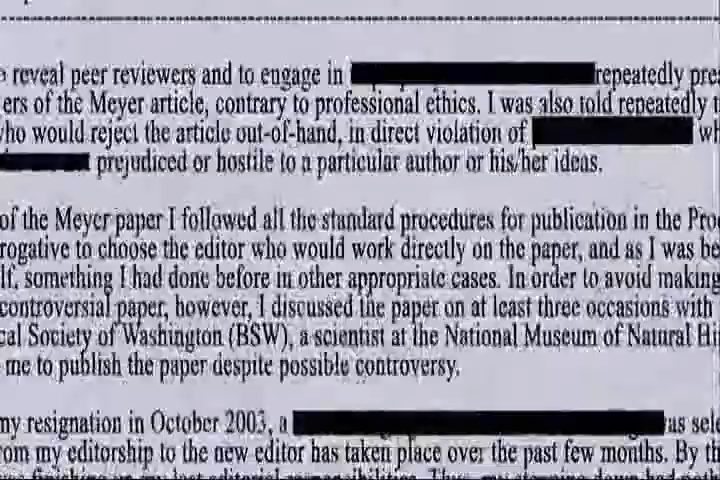 reveal peer reviewers and to engage in repeatedly pre
ers of the Meyer article, contrary to professional ethics. I was also told repeatedly
who would reject the article out-of-hand, in direct violation of
prejudiced or hostile to a particular author or his/her ideas.
of the Meyer paper I followed all the standard procedures for publication in the Pro
rogative to choose the editor who would work directly on the paper, and as I was be
lf, something I had done before in other appropriate cases. In order to avoid making
controversial paper, however, I discussed the paper on at least three occasions with
cal Society of Washington (BSW), a scientist at the National Museum of Natural Hi
me to publish the paper despite possible controversy.
my resignation in October 2003, a as sele
rom my editorship to the new editor has taken place over the past few months. By th